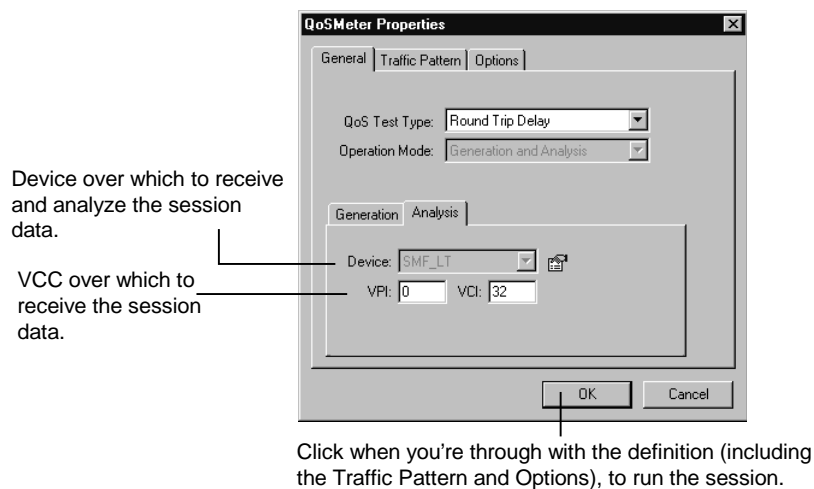 QoSMeter Properties
General Traffic Pattern Options
QoS Test Type: Round Trip Delay
Operation Mode: Generation and Analysis
Device over which to receive
and analyze the session
data.
Generation Analysis
Device: SMF_LT
VCC over which to
receive the session
data.
VPI: 0 VCI: 32
OK Cancel
Click when you're through with the definition (including
the Traffic Pattern and Options), to run the session.